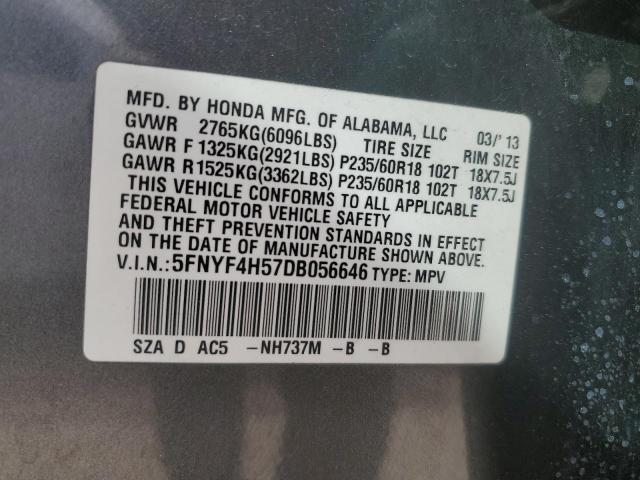 MFD. BY HONDA MFG. OF ALABAMA, LLC 03/'13
GVWR 2765KG(6096LBS) TIRE SIZE RIM SIZE
GAWR F 1325KG(2921LBS) P235/60R18 102T 18X7.5J
GAWR R 1525KG(3362LBS) P235/60R18 102T 18X7.5J
THIS VEHICLE CONFORMS TO ALL APPLICABLE
FEDERAL MOTOR VEHICLE SAFETY
AND THEFT PREVENTION STANDARDS IN EFFECT
ON THE DATE OF MANUFACTURE SHOWN ABOVE.
V.I.N.:5FNYF4H57DB056646 TYPE: MPV
SZA D AC5 -NH737M -B -B